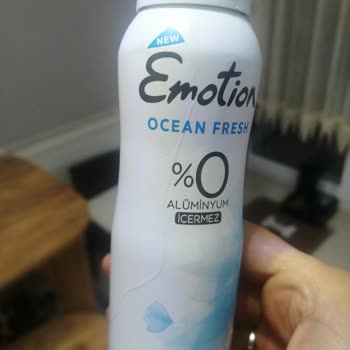 NEW
Emotion
OCEAN FRESH
%0
ALÜMİNYUM
İÇERMEZ